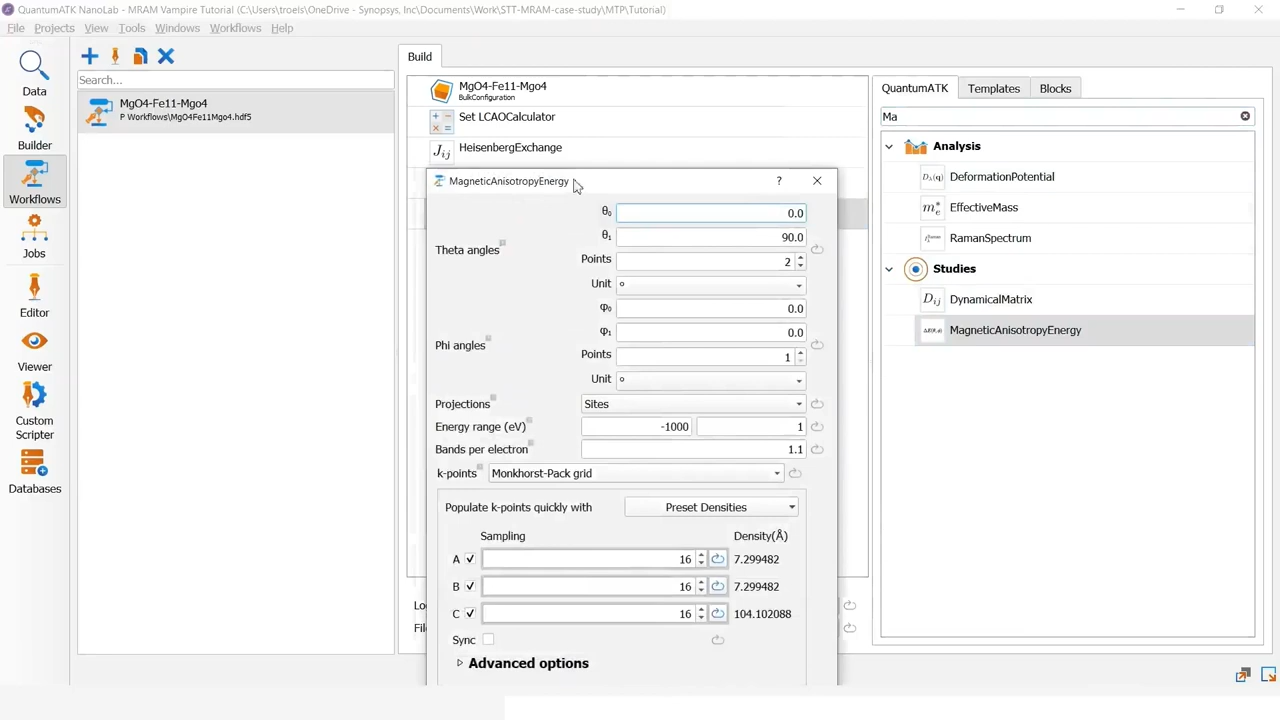 QuantumATK NanoLab - MRAM Vampire Tutorial (C:\Users\troels\OneDrive - Synopsys, Inc\Documents\Work\STT-MRAM-case-study\MTP\Tutorial)
File Projects View Tools Windows Workflows Help
Data
Builder
Workflows
Jobs
Editor
Viewer
Custom
Scripter
Databases
Search...
MgO4-Fe11-Mgo4
P Workflows\MgO4Fe11Mgo4.hdf5
Build
MgO4-Fe11-Mgo4
BulkConfiguration
Set LCAOCalculator
Jij HeisenbergExchange
MagneticAnisotropyEnergy ?
Theta angles
θ₀ 0.0
θ₁ 90.0
Points 2
Unit °
Phi angles
φ₀ 0.0
φ₁ 0.0
Points 1
Unit °
Projections Sites
Energy range (eV) -1000 1
Bands per electron 1.1
k-points Monkhorst-Pack grid
Populate k-points quickly with Preset Densities
Sampling Density(Å)
A 16 7.299482
B 16 7.299482
C 16 104.102088
Sync
Advanced options
Lo
Fil
QuantumATK Templates Blocks
Ma
Analysis
DeformationPotential
mₑ* EffectiveMass
RamanSpectrum
Studies
Dij DynamicalMatrix
MagneticAnisotropyEnergy